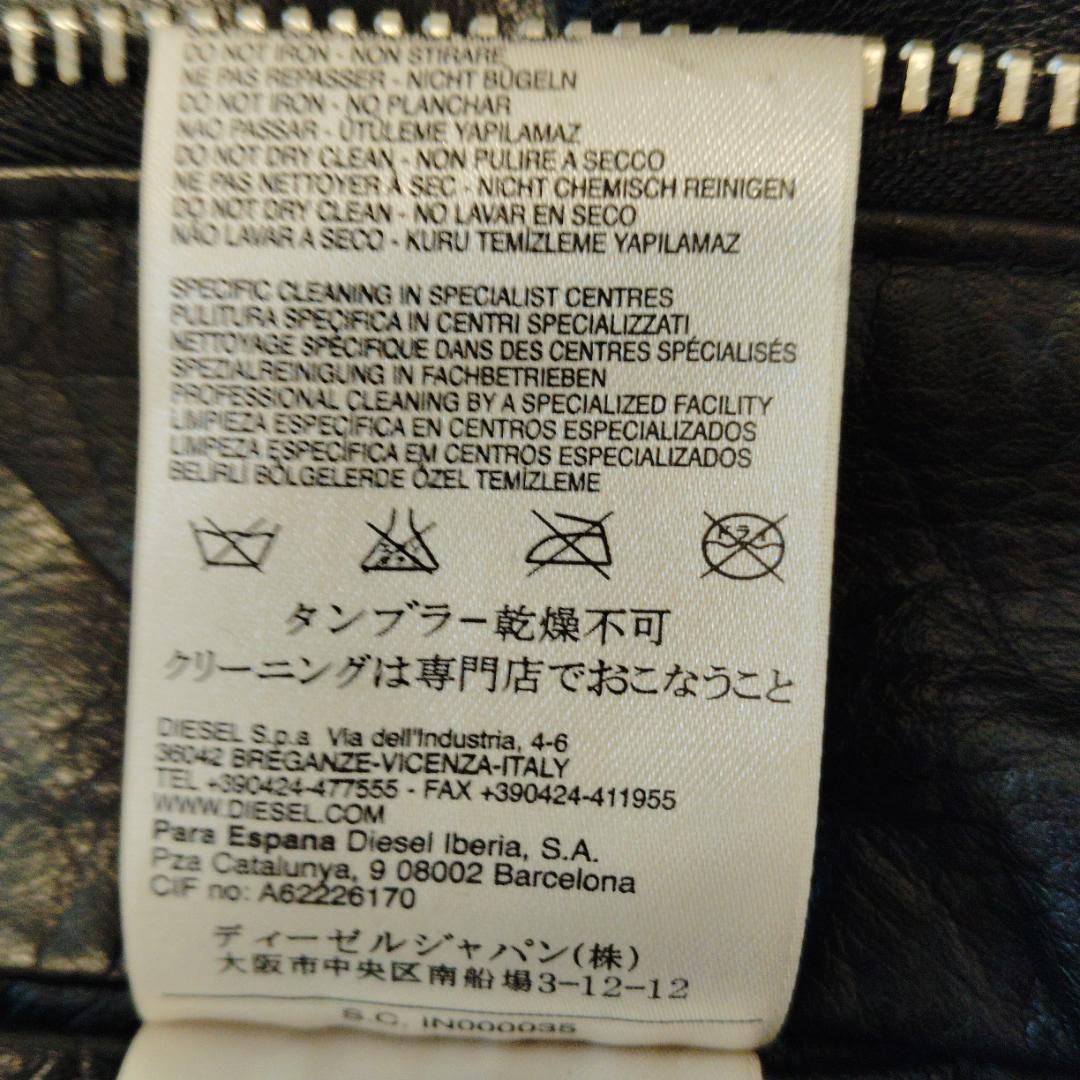 DO NOT IRON - NON STIRARE
NE PAS REPASSER - NICHT BÜGELN
DO NOT IRON - NO PLANCHAR
NÃO PASSAR - ÜTÜLEME YAPILAMAZ
DO NOT DRY CLEAN - NON PULIRE A SECCO
NE PAS NETTOYER À SEC - NICHT CHEMISCH REINIGEN
DO NOT DRY CLEAN - NO LAVAR EN SECO
NÃO LAVAR A SECO - KURU TEMİZLEME YAPILAMAZ
SPECIFIC CLEANING IN SPECIALIST CENTRES
PULITURA SPECIFICA IN CENTRI SPECIALIZZATI
NETTOYAGE SPÉCIFIQUE DANS DES CENTRES SPÉCIALISÉS
SPEZIALREINIGUNG IN FACHBETRIEBEN
PROFESSIONAL CLEANING BY A SPECIALIZED FACILITY
LIMPIEZA ESPECÍFICA EN CENTROS ESPECIALIZADOS
LIMPEZA ESPECÍFICA EM CENTROS ESPECIALIZADOS
BELİRLİ BÖLGELERDE ÖZEL TEMİZLEME
ドライ
タンブラー乾燥不可
クリーニングは専門店でおこなうこと
DIESEL S.p.a Via dell'Industria, 4-6
36042 BREGANZE-VICENZA-ITALY
TEL +390424-477555 - FAX +390424-411955
WWW.DIESEL.COM
Para Espana Diesel Iberia, S.A.
Pza Catalunya, 9 08002 Barcelona
CIF no: A62226170
ディーゼルジャパン(株)
大阪市中央区南船場3-12-12
S.C. IN000035